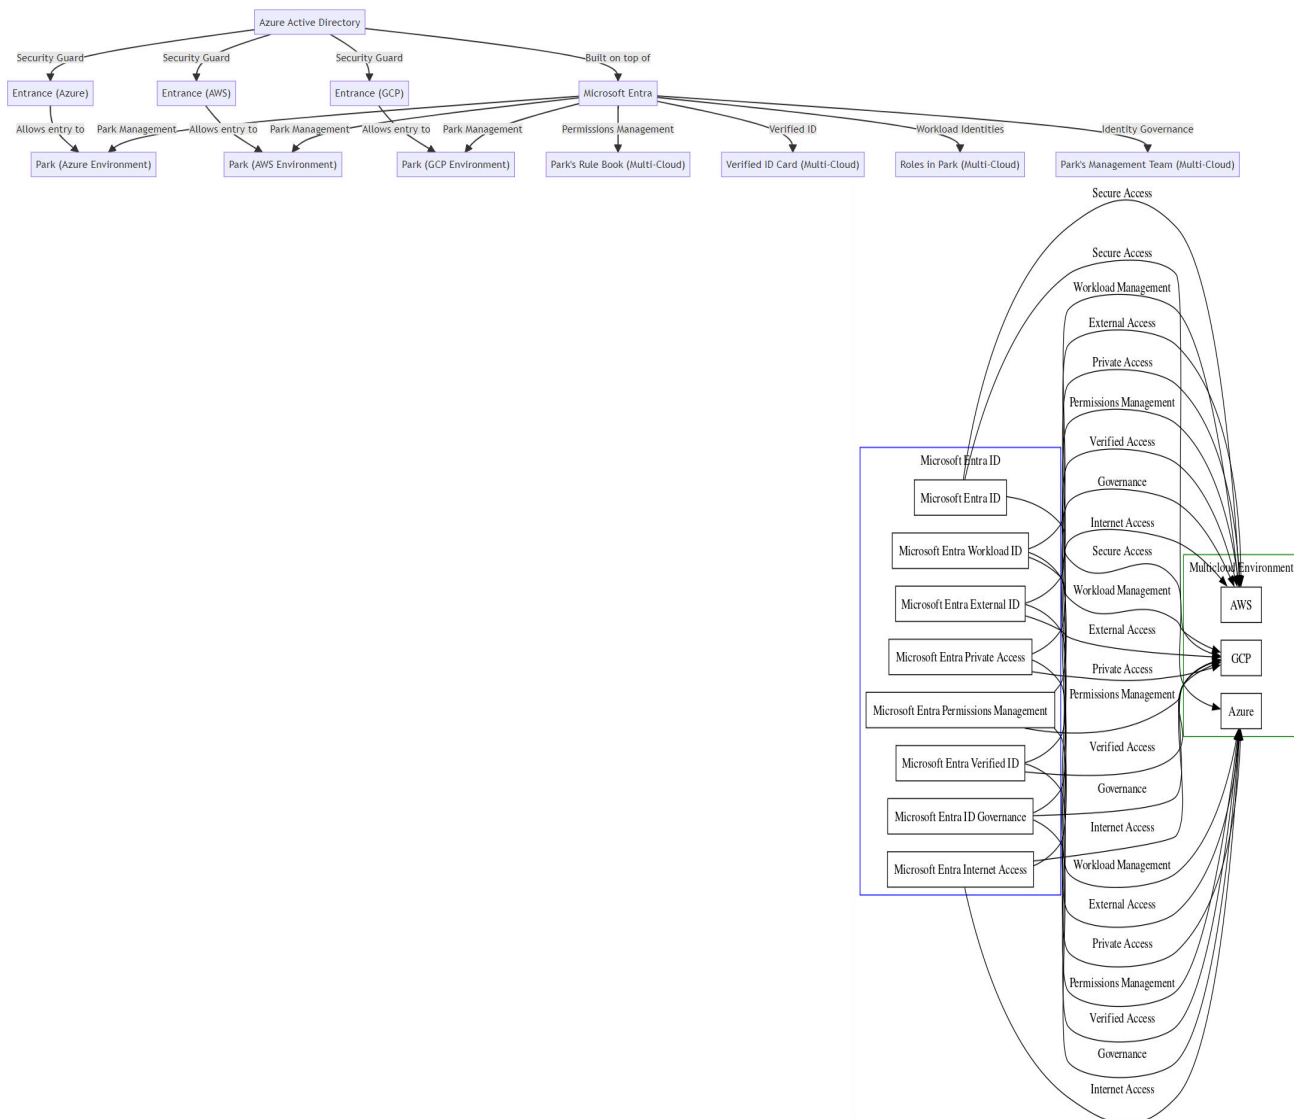 Azure Active Directory
Security Guard
Security Guard
Security Guard
Built on top of
Entrance (Azure)
Entrance (AWS)
Entrance (GCP)
Microsoft Entra
Allows entry to
Park Management
Allows entry to
Park Management
Allows entry to
Park Management
Permissions Management
Verified ID
Workload Identities
Identity Governance
Park (Azure Environment)
Park (AWS Environment)
Park (GCP Environment)
Park's Rule Book (Multi-Cloud)
Verified ID Card (Multi-Cloud)
Roles in Park (Multi-Cloud)
Park's Management Team (Multi-Cloud)
Secure Access
Secure Access
Workload Management
External Access
Private Access
Permissions Management
Verified Access
Governance
Internet Access
Secure Access
Workload Management
External Access
Private Access
Permissions Management
Verified Access
Governance
Internet Access
Workload Management
External Access
Private Access
Permissions Management
Verified Access
Governance
Internet Access
Microsoft Entra ID
Microsoft Entra ID
Microsoft Entra Workload ID
Microsoft Entra External ID
Microsoft Entra Private Access
Microsoft Entra Permissions Management
Microsoft Entra Verified ID
Microsoft Entra ID Governance
Microsoft Entra Internet Access
Multicloud Environment
AWS
GCP
Azure